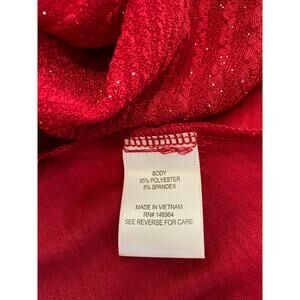 BODY
95% POLYESTER
5% SPANDEX
MADE IN VIETNAM
RN# 146964
SEE REVERSE FOR CARE